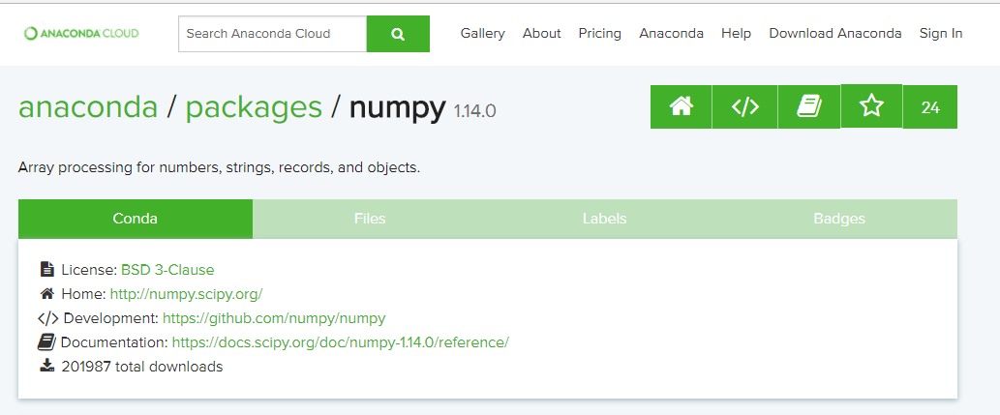 ANACONDA CLOUD
Search Anaconda Cloud
Gallery About Pricing Anaconda Help Download Anaconda Sign In
anaconda / packages / numpy 1.14.0
24
Array processing for numbers, strings, records, and objects.
Conda Files Labels Badges
License: BSD 3-Clause
Home: http://numpy.scipy.org/
</> Development: https://github.com/numpy/numpy
Documentation: https://docs.scipy.org/doc/numpy-1.14.0/reference/
201987 total downloads